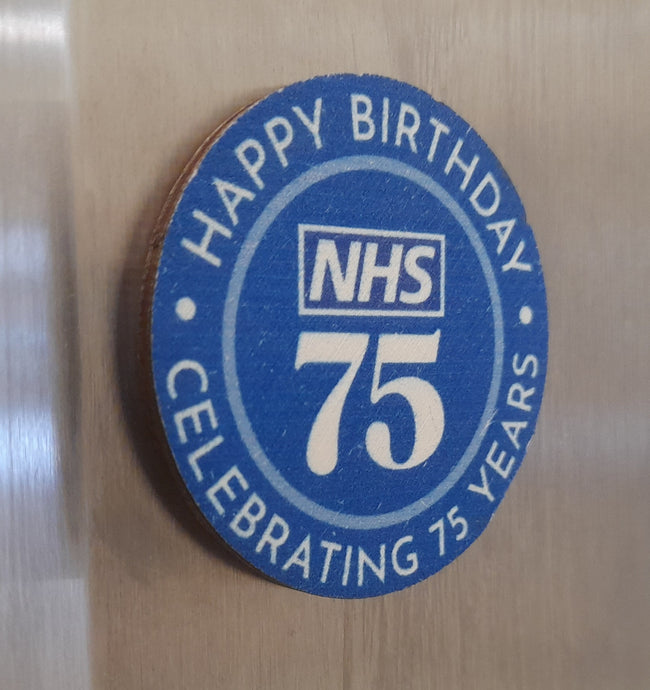 HAPPY BIRTHDAY
NHS
75
• CELEBRATING 75 YEARS •